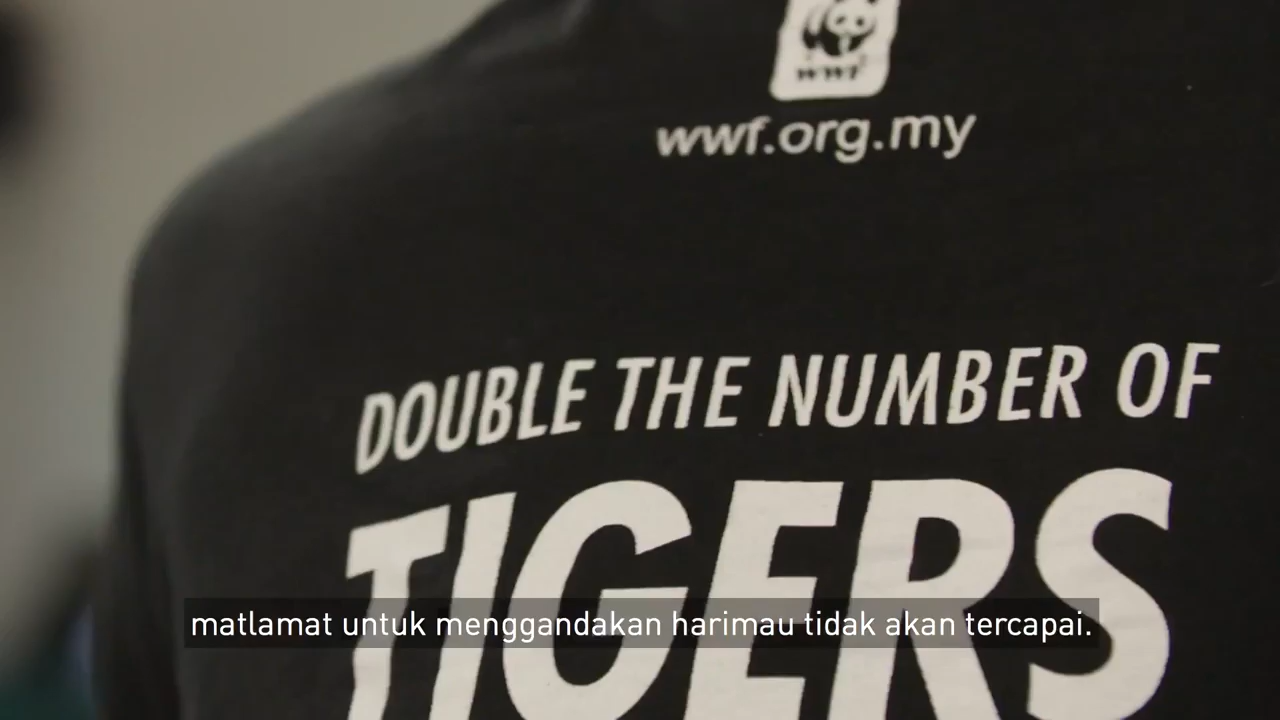 WWF
wwf.org.my
DOUBLE THE NUMBER OF
TIGERS
matlamat untuk menggandakan harimau tidak akan tercapai.